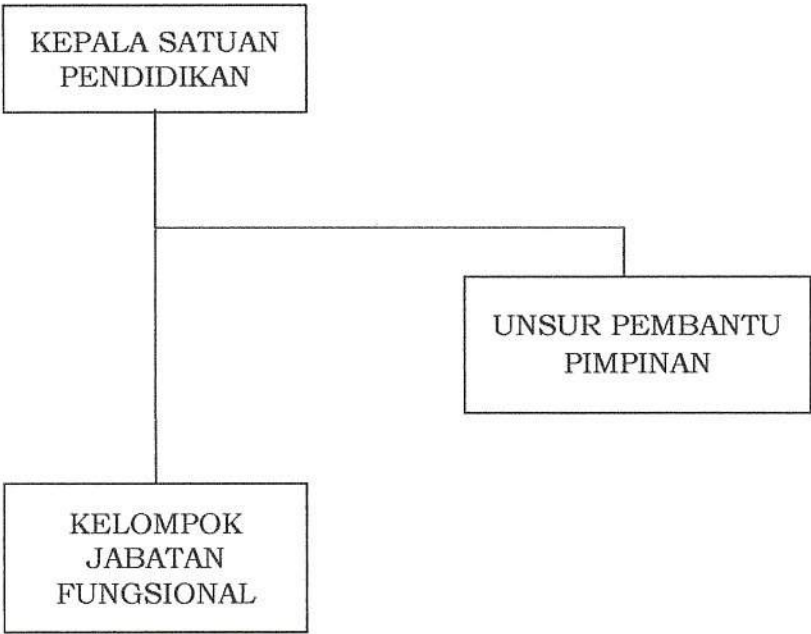 KEPALA SATUAN
PENDIDIKAN
UNSUR PEMBANTU
PIMPINAN
KELOMPOK
JABATAN
FUNGSIONAL